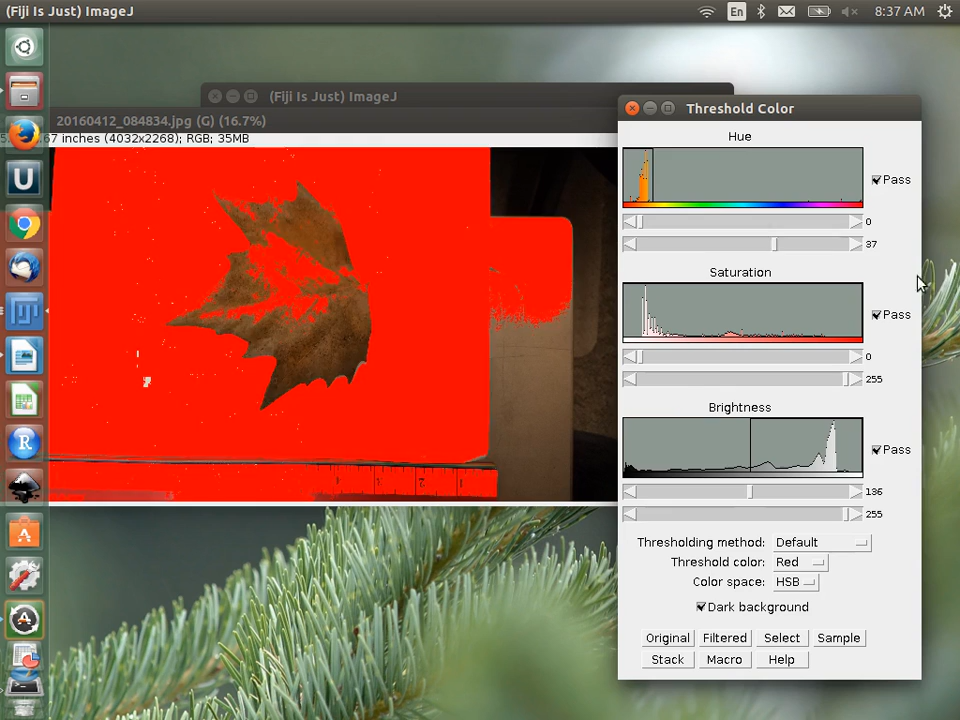 (Fiji Is Just) ImageJ
En
8:37 AM
(Fiji Is Just) ImageJ
20160412_084834.jpg (G) (16.7%)
67 inches (4032x2268); RGB; 35MB
Threshold Color
Hue
Pass
0
37
Saturation
Pass
0
255
Brightness
Pass
136
255
Thresholding method: Default
Threshold color: Red
Color space: HSB
Dark background
Original Filtered Select Sample
Stack Macro Help